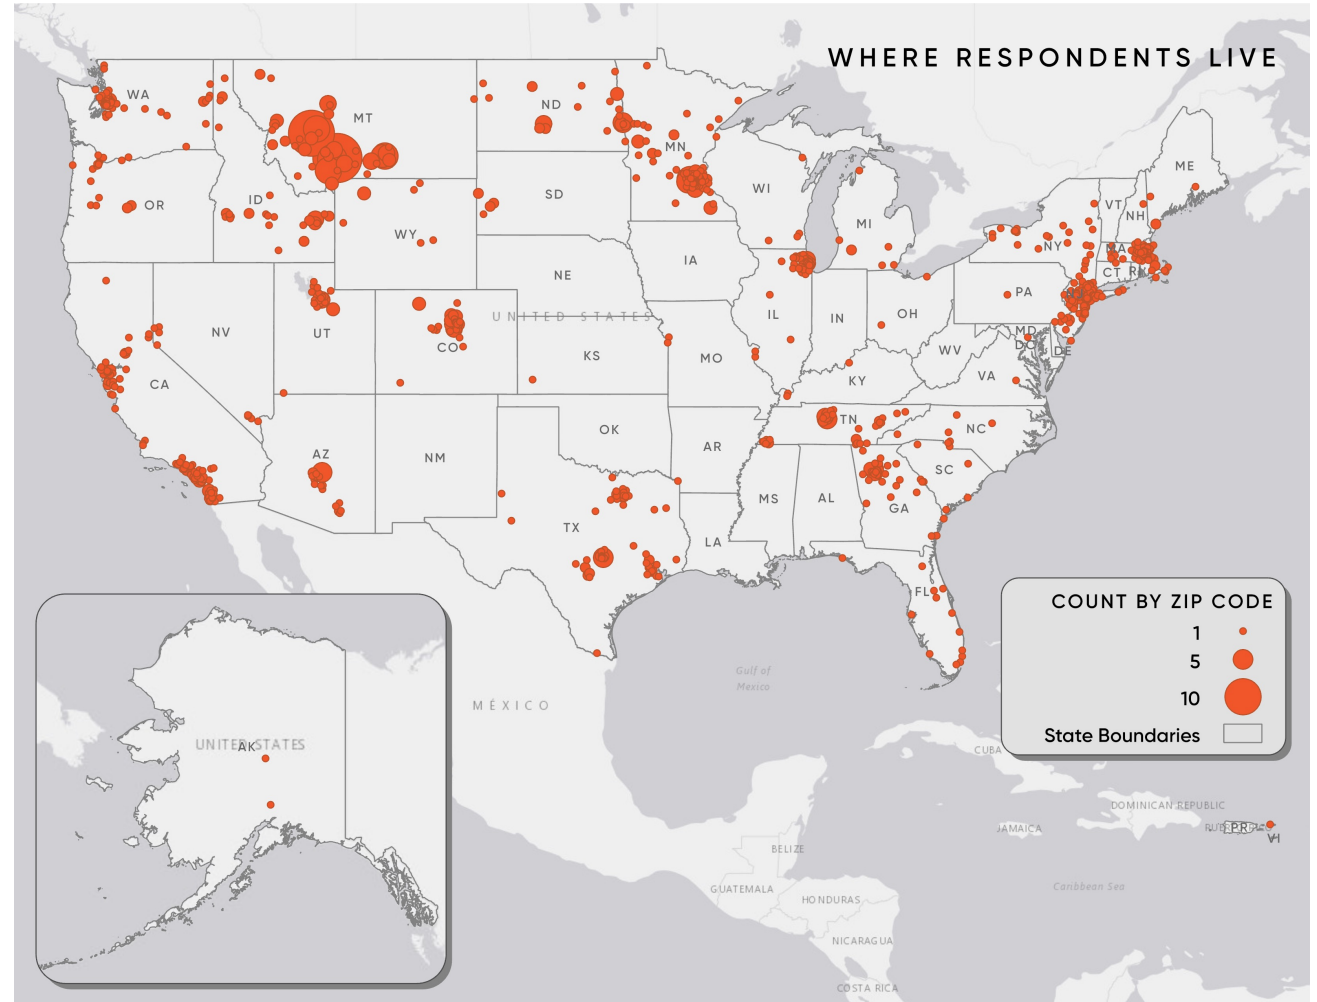 WHERE RESPONDENTS LIVE
WA
MT
ND
MN
ME
OR
ID
SD
WI
MI
VT
NH
WY
NY
MA
IA
NE
CT
RI
PA
NV
UT
CO
UNITED STATES
IL
IN
OH
MD
DC
DE
KS
MO
WV
VA
CA
KY
TN
NC
AZ
NM
OK
AR
SC
MS
AL
GA
TX
LA
FL
COUNT BY ZIP CODE
1
5
10
State Boundaries
Gulf of
Mexico
MÉXICO
UNITED STATES
AK
CUBA
DOMINICAN REPUBLIC
JAMAICA
PR
VI
BELIZE
GUATEMALA
HONDURAS
Caribbean Sea
NICARAGUA
COSTA RICA